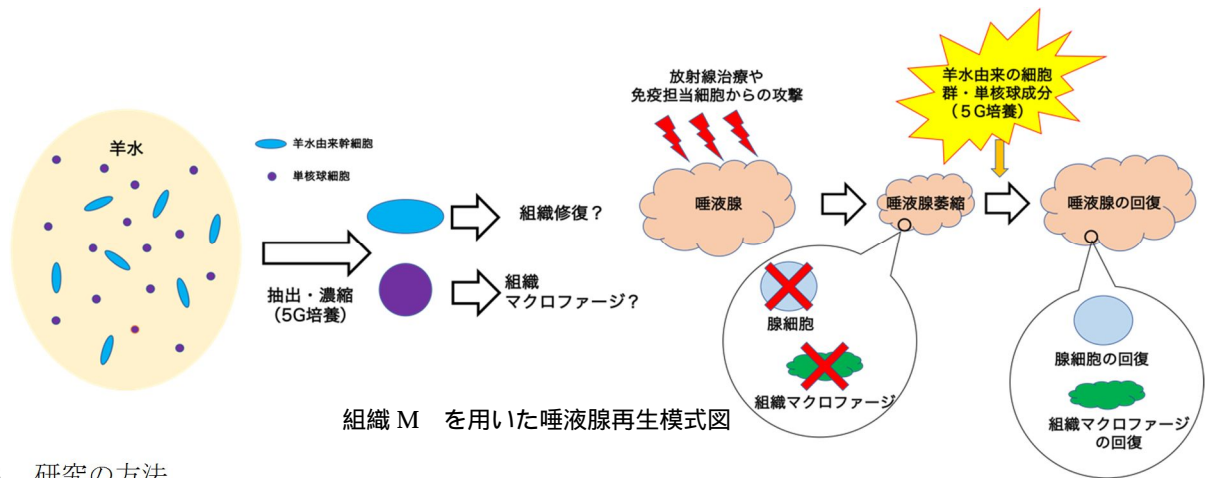 羊水
羊水由来幹細胞
単核球細胞
抽出・濃縮
（5G培養）
組織修復？
組織
マクロファージ？
放射線治療や
免疫担当細胞からの攻撃
唾液腺
唾液腺萎縮
羊水由来の細胞
群・単核球成分
（５G培養）
唾液腺の回復
腺細胞
組織マクロファージ
腺細胞の回復
組織マクロファージ
の回復
組織 M　を用いた唾液腺再生模式図
研究の方法